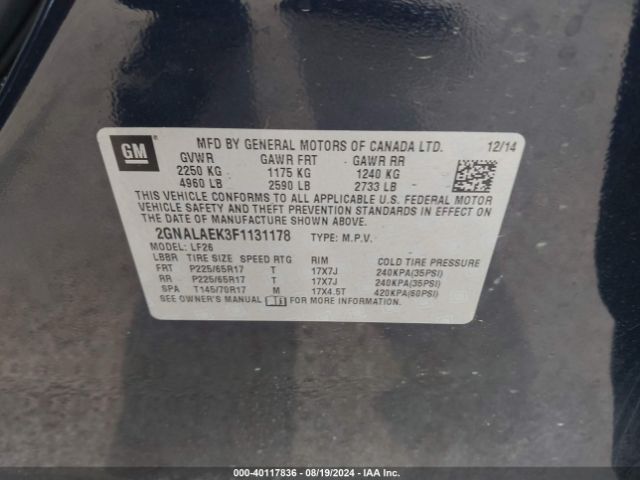 GM
MFD BY GENERAL MOTORS OF CANADA LTD. 12/14
GVWR GAWR FRT GAWR RR
2250 KG 1175 KG 1240 KG
4960 LB 2590 LB 2733 LB
THIS VEHICLE CONFORMS TO ALL APPLICABLE U.S. FEDERAL MOTOR
VEHICLE SAFETY AND THEFT PREVENTION STANDARDS IN EFFECT ON
THE DATE OF MANUFACTURE SHOWN ABOVE.
2GNALAEK3F1131178 TYPE: M.P.V.
MODEL: LF26
LBBR TIRE SIZE SPEED RTG RIM COLD TIRE PRESSURE
FRT P225/65R17 T 17X7J 240KPA(35PSI)
RR P225/65R17 T 17X7J 240KPA(35PSI)
SPA T145/70R17 M 17X4.5T 420KPA(60PSI)
SEE OWNER'S MANUAL FOR MORE INFORMATION
000-40117836 - 08/19/2024 - IAA Inc.